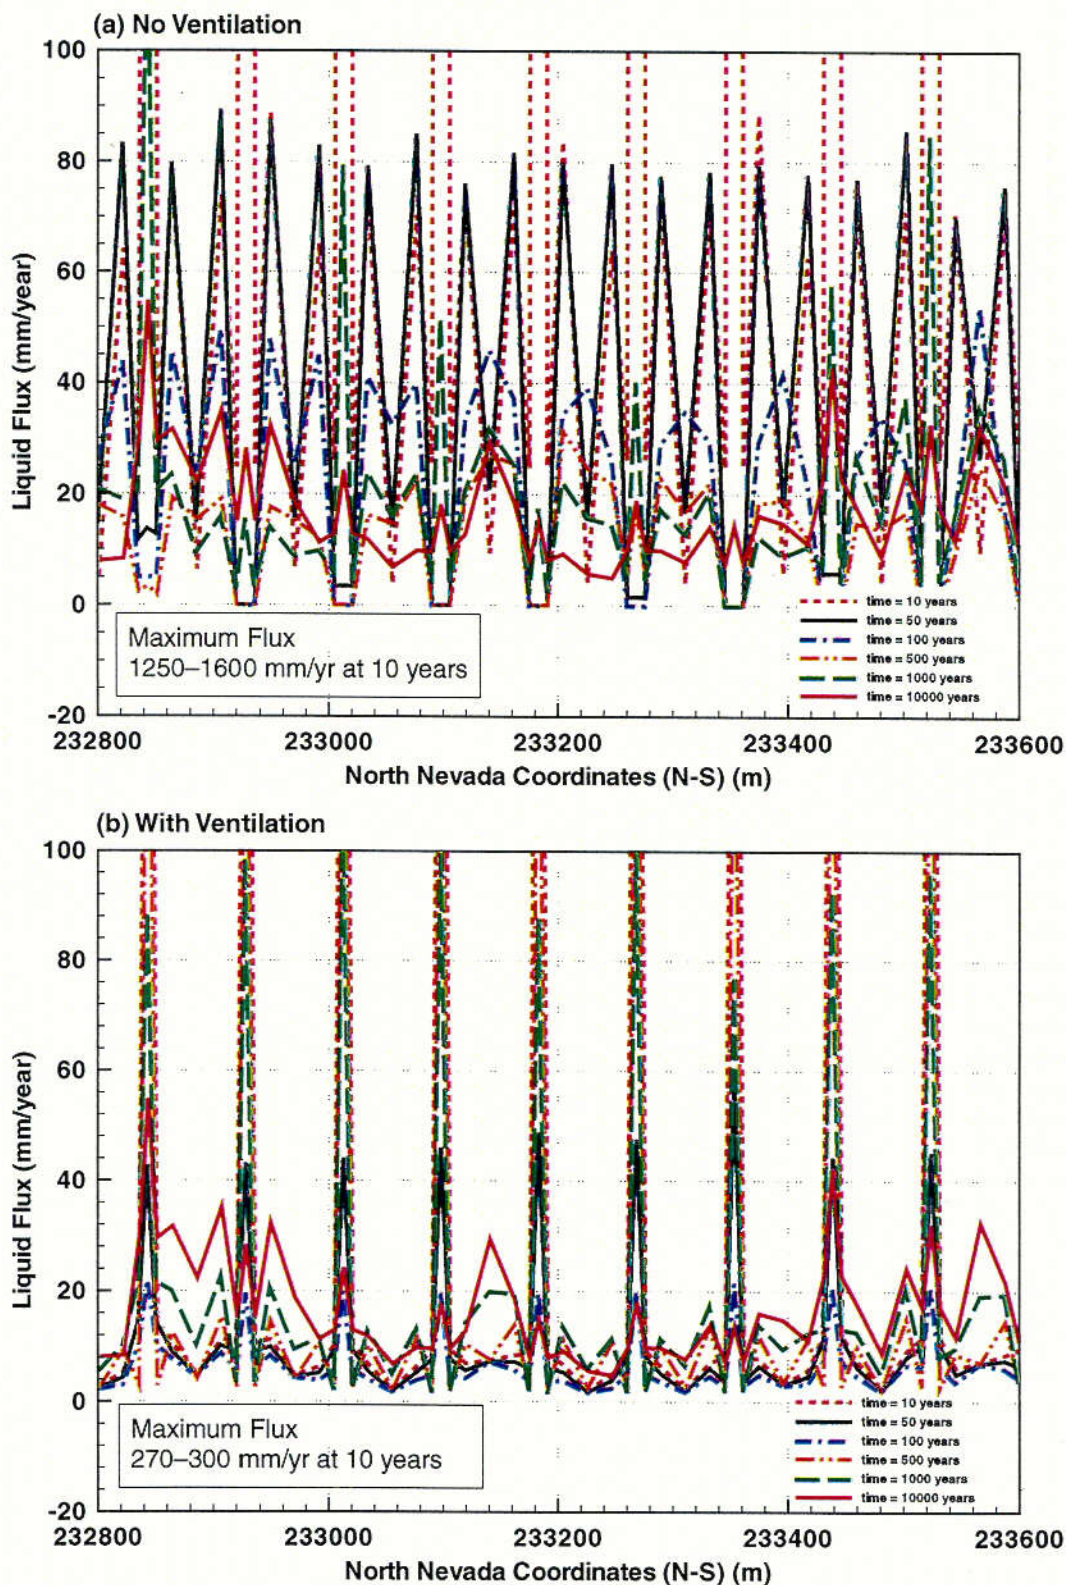 (a) No Ventilation
100
80
60
40
20
0
-20
Liquid Flux (mm/year)
Maximum Flux
1250–1600 mm/yr at 10 years
time = 10 years
time = 50 years
time = 100 years
time = 500 years
time = 1000 years
time = 10000 years
232800 233000 233200 233400 233600
North Nevada Coordinates (N-S) (m)
(b) With Ventilation
100
80
60
40
20
0
-20
Liquid Flux (mm/year)
Maximum Flux
270–300 mm/yr at 10 years
time = 10 years
time = 50 years
time = 100 years
time = 500 years
time = 1000 years
time = 10000 years
232800 233000 233200 233400 233600
North Nevada Coordinates (N-S) (m)